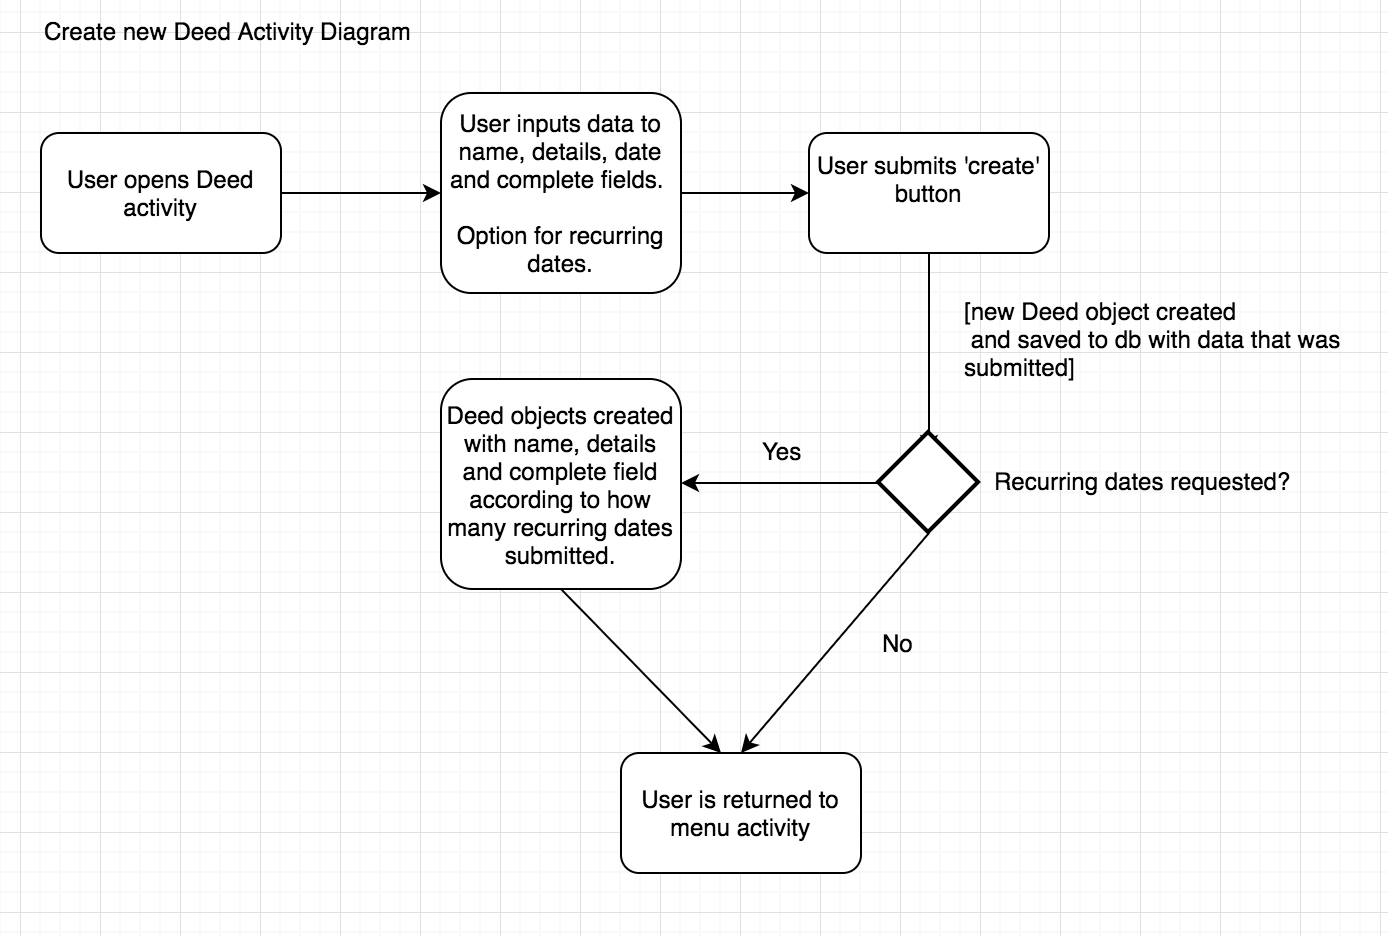 Create new Deed Activity Diagram
User opens Deed
activity
User inputs data to
name, details, date
and complete fields.
Option for recurring
dates.
User submits 'create'
button
[new Deed object created
and saved to db with data that was
submitted]
Deed objects created
with name, details
and complete field
according to how
many recurring dates
submitted.
Yes
Recurring dates requested?
No
User is returned to
menu activity